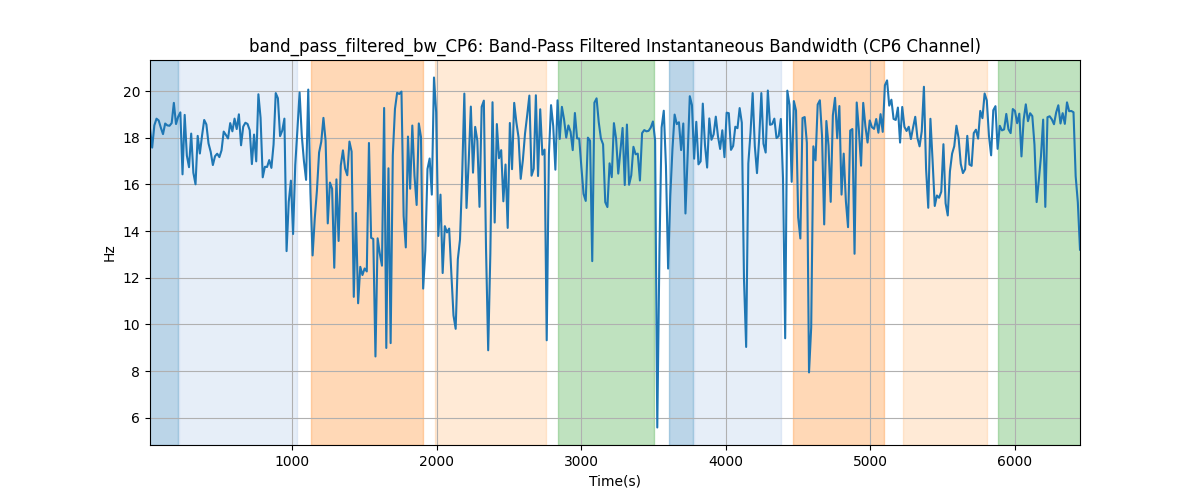 band_pass_filtered_bw_CP6: Band-Pass Filtered Instantaneous Bandwidth (CP6 Channel)
20
18
16
14
12
10
8
6
Hz
1000 2000 3000 4000 5000 6000
Time(s)